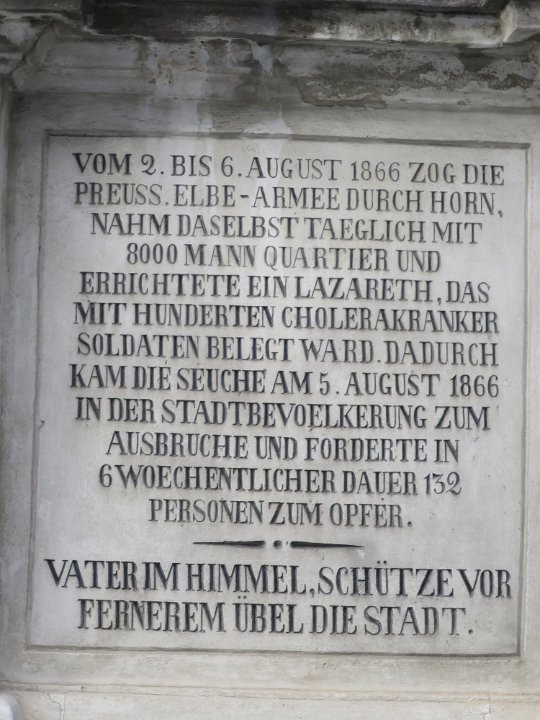 VOM 2. BIS 6. AUGUST 1866 ZOG DIE
PREUSS. ELBE-ARMEE DURCH HORN,
NAHM DASELBST TAEGLICH MIT
8000 MANN QUARTIER UND
ERRICHTETE EIN LAZARETH, DAS
MIT HUNDERTEN CHOLERAKRANKER
SOLDATEN BELEGT WARD. DADURCH
KAM DIE SEUCHE AM 5. AUGUST 1866
IN DER STADTBEVOELKERUNG ZUM
AUSBRUCHE UND FORDERTE IN
6WOECHENTLICHER DAUER 132
PERSONEN ZUM OPFER.
VATER IM HIMMEL, SCHÜTZE VOR
FERNEREM ÜBEL DIE STADT.